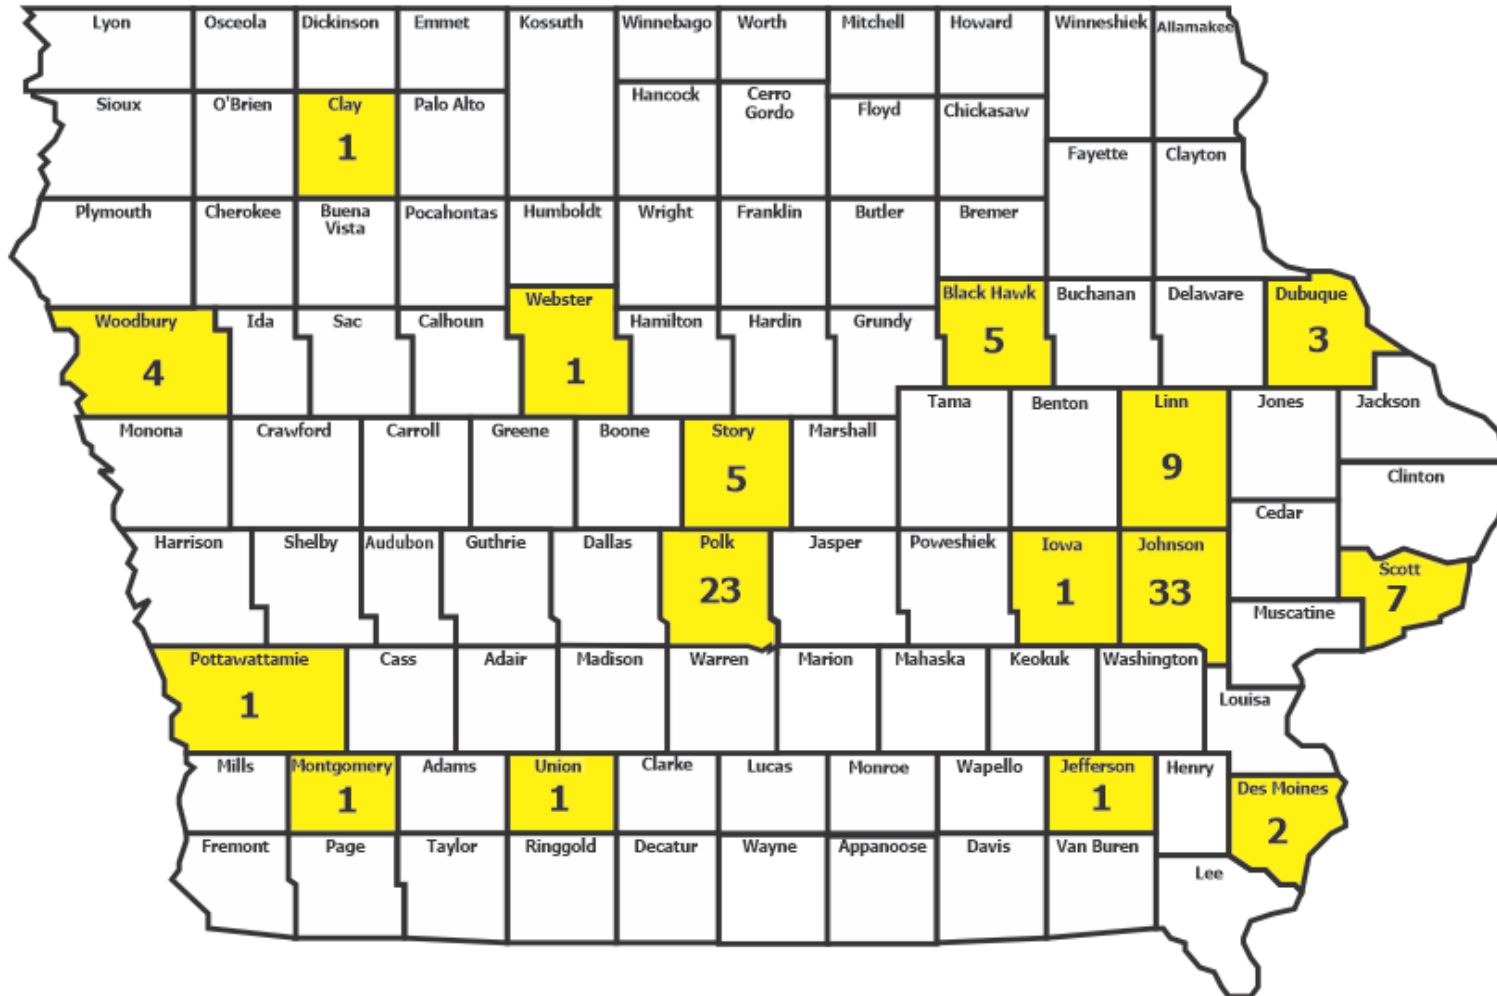 Lyon Osceola Dickinson Emmet Kossuth Winnebago Worth Mitchell Howard Winneshiek Allamakee
Sioux O'Brien Clay Palo Alto Hancock Cerro Gordo Floyd Chickasaw
1
Fayette Clayton
Plymouth Cherokee Buena Vista Pocahontas Humboldt Wright Franklin Butler Bremer
Woodbury Ida Sac Calhoun Webster Hamilton Hardin Grundy Black Hawk Buchanan Delaware Dubuque
4 1 5 3
Monona Crawford Carroll Greene Boone Story Marshall Tama Benton Linn Jones Jackson
5 9
Clinton
Cedar
Harrison Shelby Audubon Guthrie Dallas Polk Jasper Poweshiek Iowa Johnson Scott
23 1 33 7
Muscatine
Pottawattamie Cass Adair Madison Warren Marion Mahaska Keokuk Washington
1
Louisa
Mills Montgomery Adams Union Clarke Lucas Monroe Wapello Jefferson Henry Des Moines
1 1 1 2
Fremont Page Taylor Ringgold Decatur Wayne Appanoose Davis Van Buren
Lee